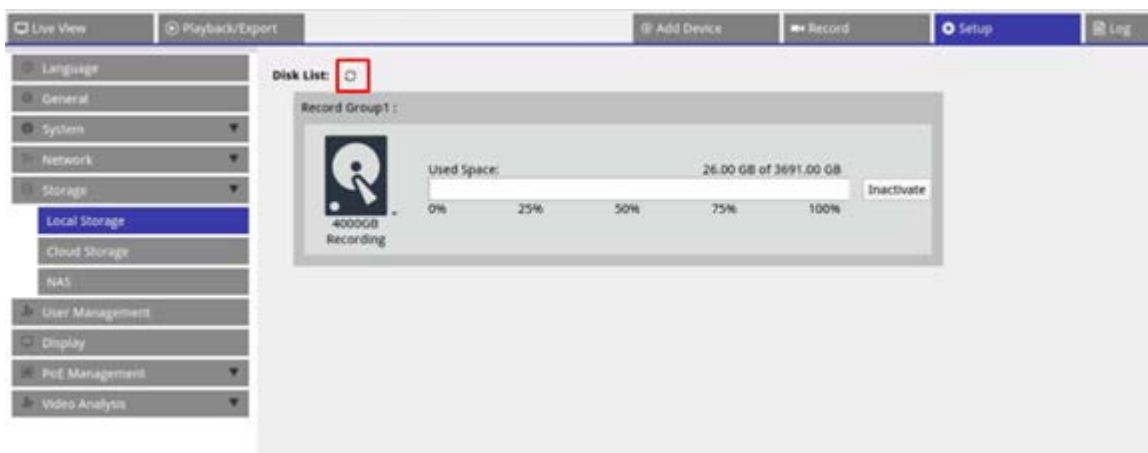 Live View
Playback/Export
Add Device
Record
Setup
Log
Language
General
System
Network
Storage
Local Storage
Cloud Storage
NAS
User Management
Display
PoE Management
Video Analysis
Disk List:
Record Group1 :
4000GB
Recording
Used Space: 26.00 GB of 3691.00 GB
0% 25% 50% 75% 100%
Inactivate